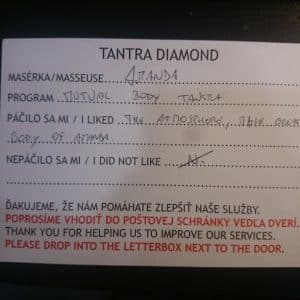 TANTRA DIAMOND
MASÉRKA/MASSEUSE AMANDA
PROGRAM MUTUAL BODY TANTRA
PÁČILO SA MI / I LIKED THE ATMOSPHERE,
BODY OF AMANDA
NEPÁČILO SA MI / I DID NOT LIKE
ĎAKUJEME, ŽE NÁM POMÁHATE ZLEPŠIŤ NAŠE SLUŽBY.
POPROSÍME VHODIŤ DO POŠTOVEJ SCHRÁNKY VEDĽA DVERÍ.
THANK YOU FOR HELPING US TO IMPROVE OUR SERVICES.
PLEASE DROP INTO THE LETTERBOX NEXT TO THE DOOR.